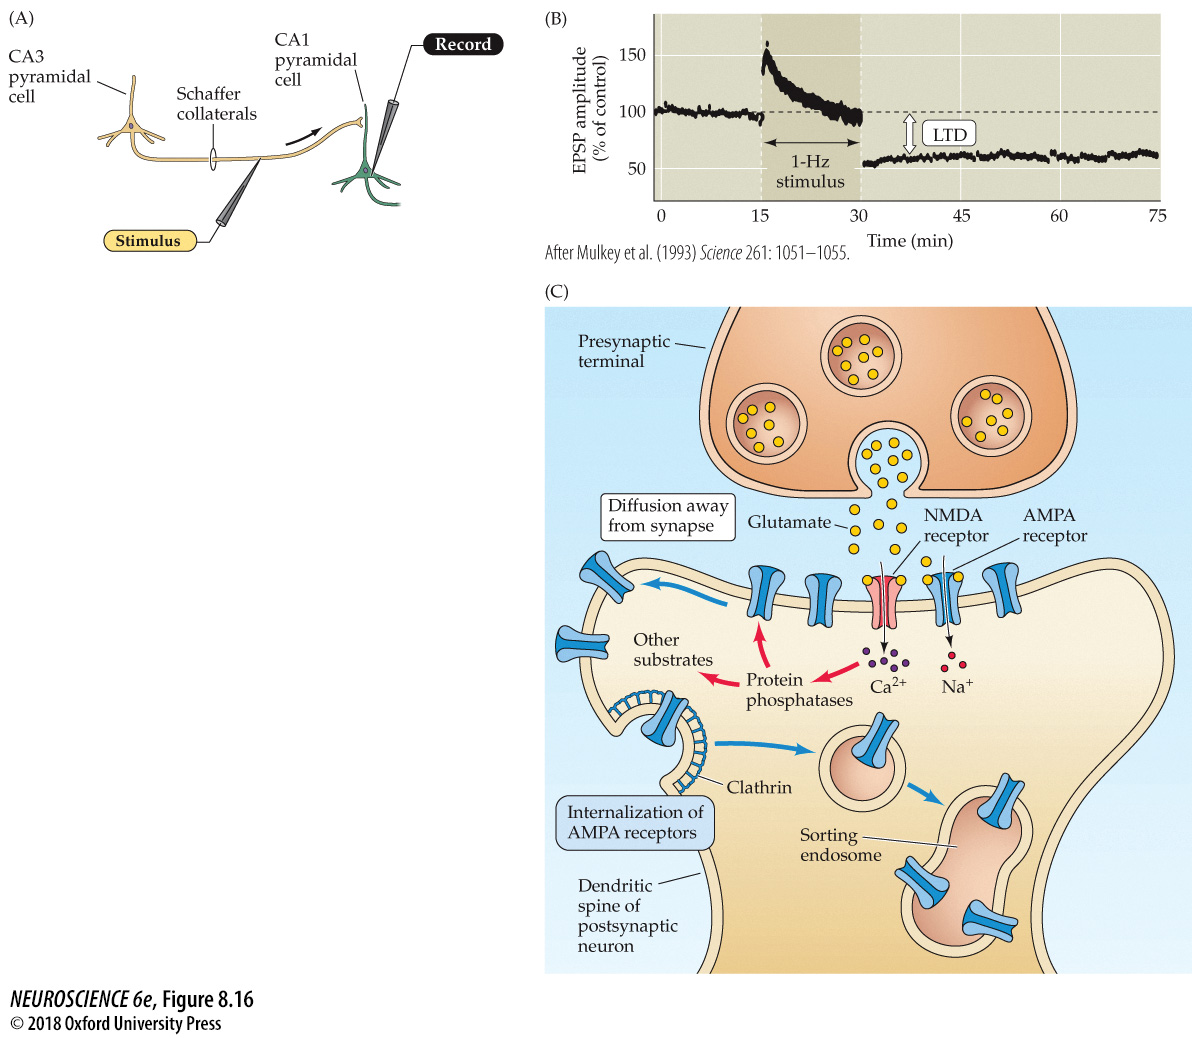 (A)
CA3
pyramidal
cell
Schaffer
collaterals
CA1
pyramidal
cell
Record
Stimulus
(B)
EPSP amplitude
(% of control)
150
100
50
LTD
1-Hz
stimulus
0
15
30
45
60
75
Time (min)
After Mulkey et al. (1993) Science 261: 1051–1055.
(C)
Presynaptic
terminal
Diffusion away
from synapse
Glutamate
NMDA
receptor
AMPA
receptor
Other
substrates
Protein
phosphatases
Ca2+
Na+
Clathrin
Internalization of
AMPA receptors
Sorting
endosome
Dendritic
spine of
postsynaptic
neuron
NEUROSCIENCE 6e, Figure 8.16
© 2018 Oxford University Press